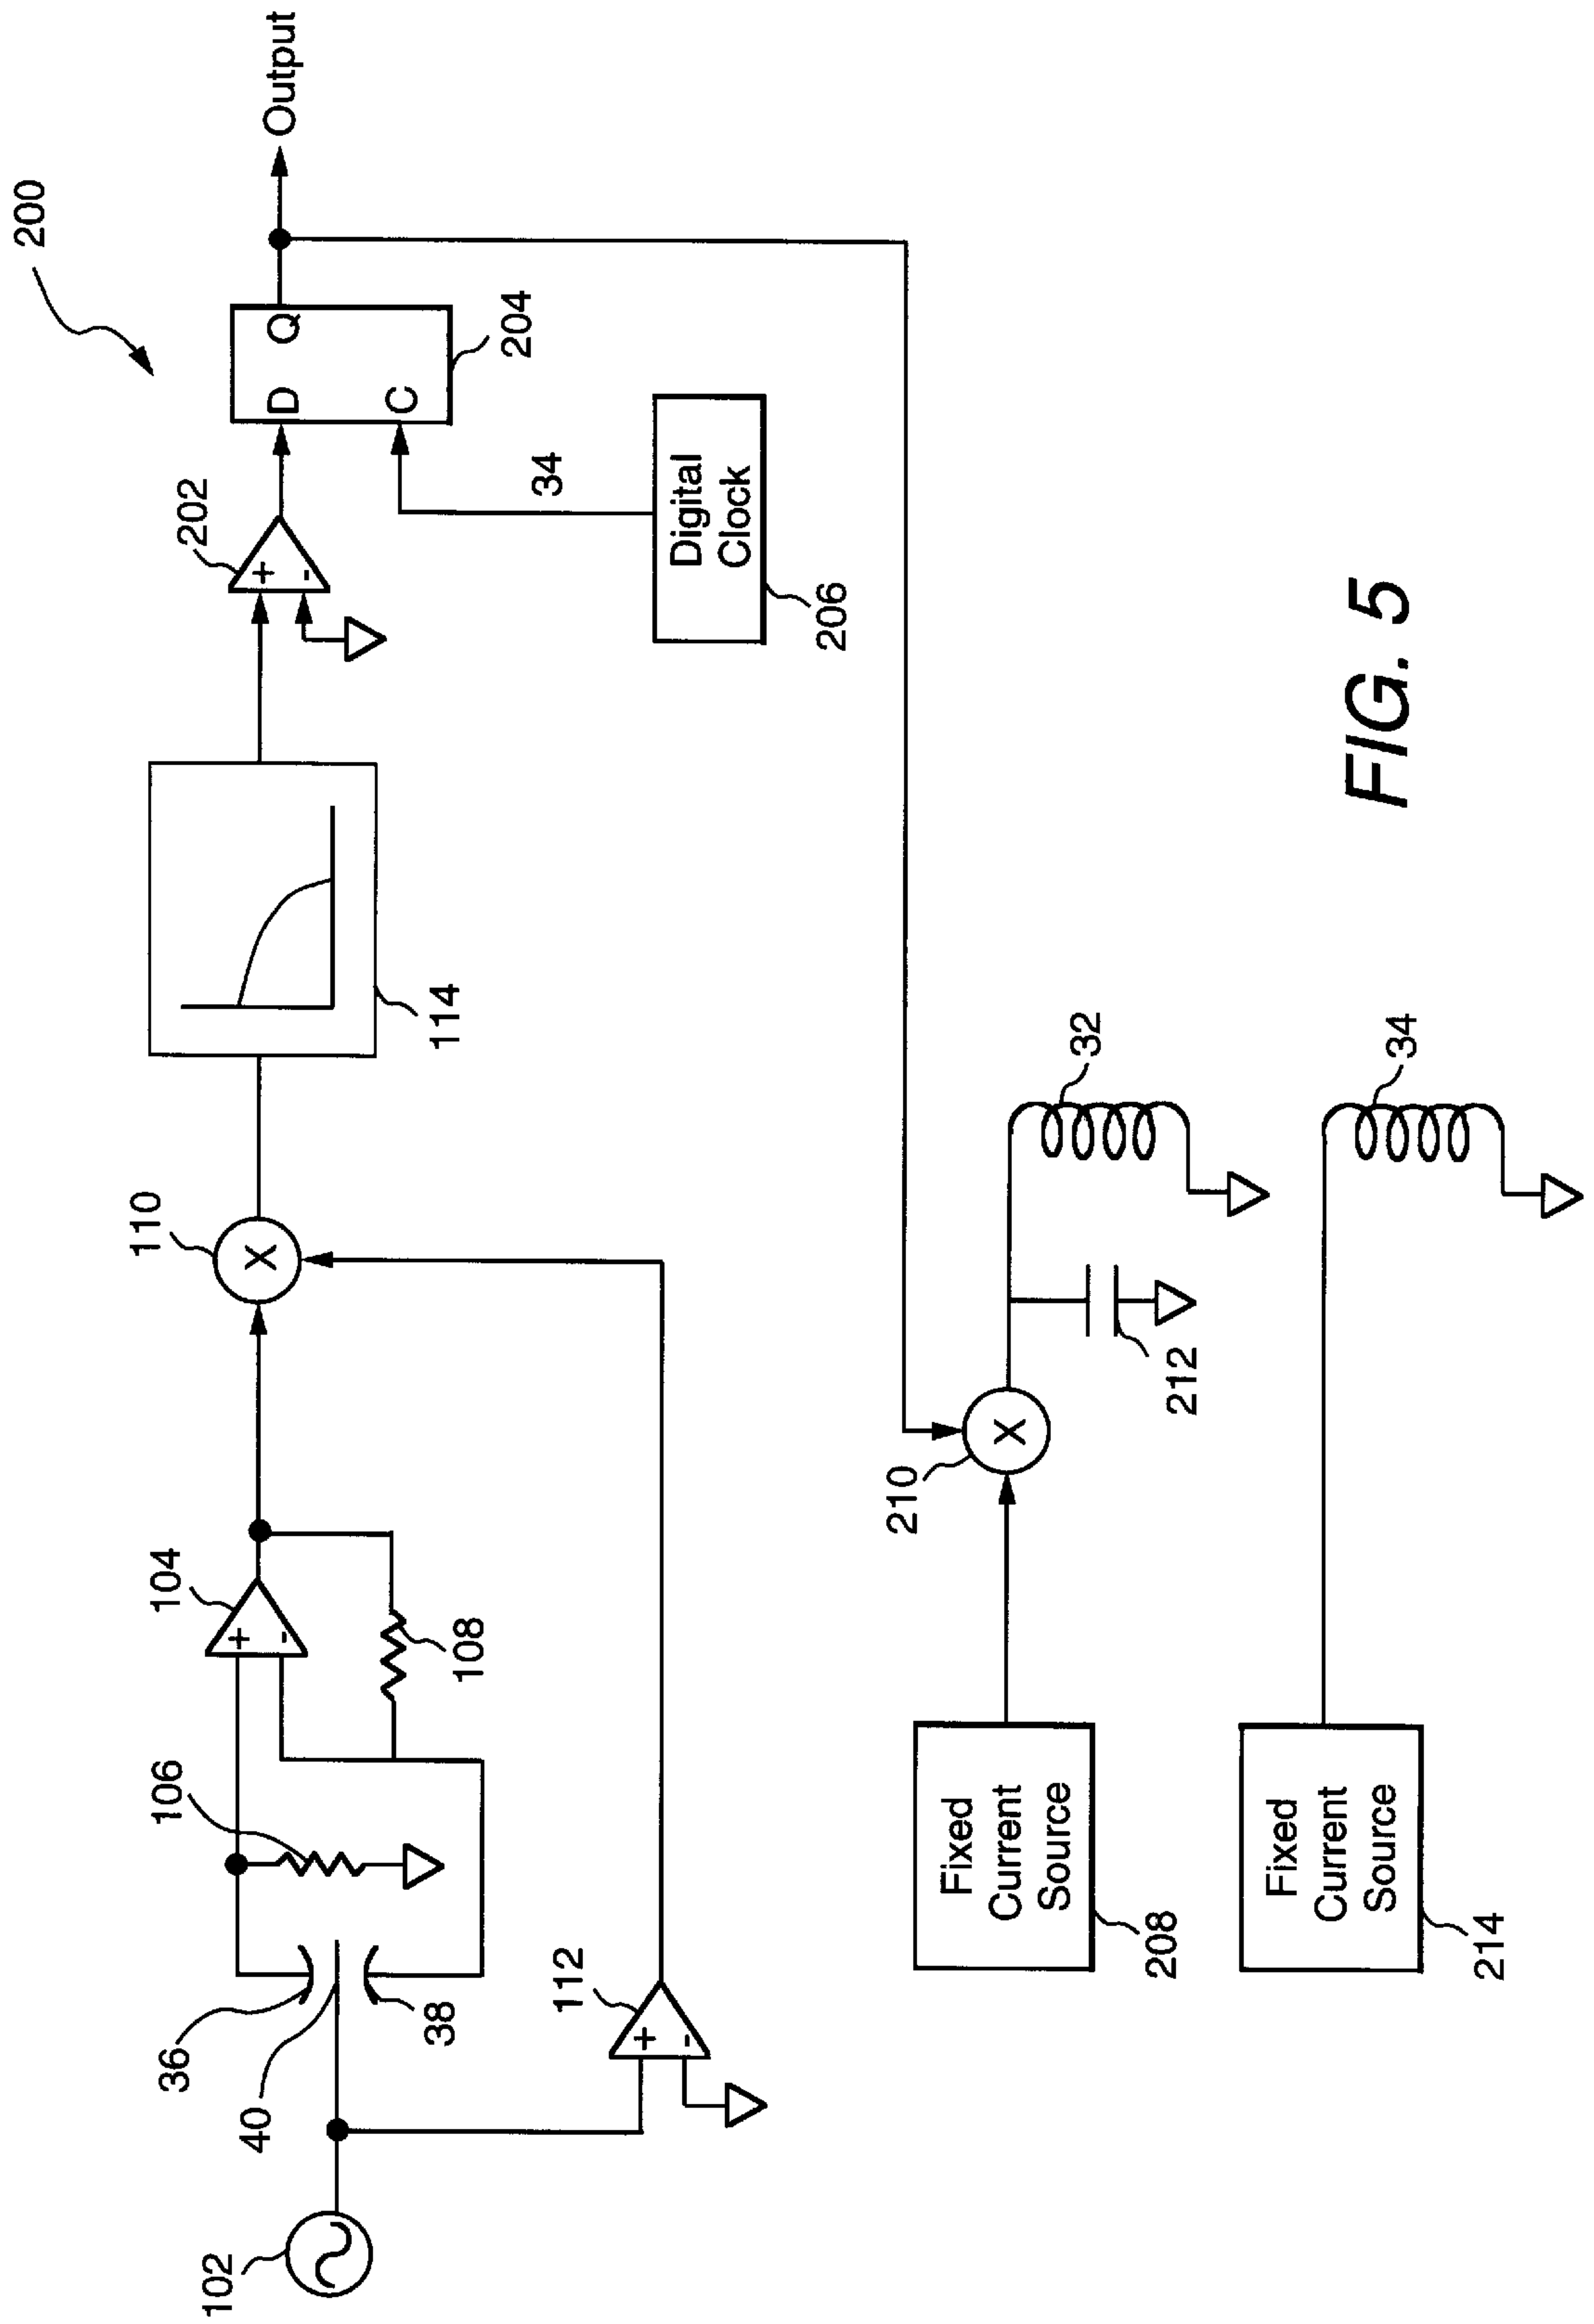 200
Output
102
36
40
38
106
104
+
-
108
110
X
114
202
+
-
D Q
C
204
34
Digital
Clock
206
112
+
-
210
X
212
32
Fixed
Current
Source
208
34
Fixed
Current
Source
214
FIG. 5